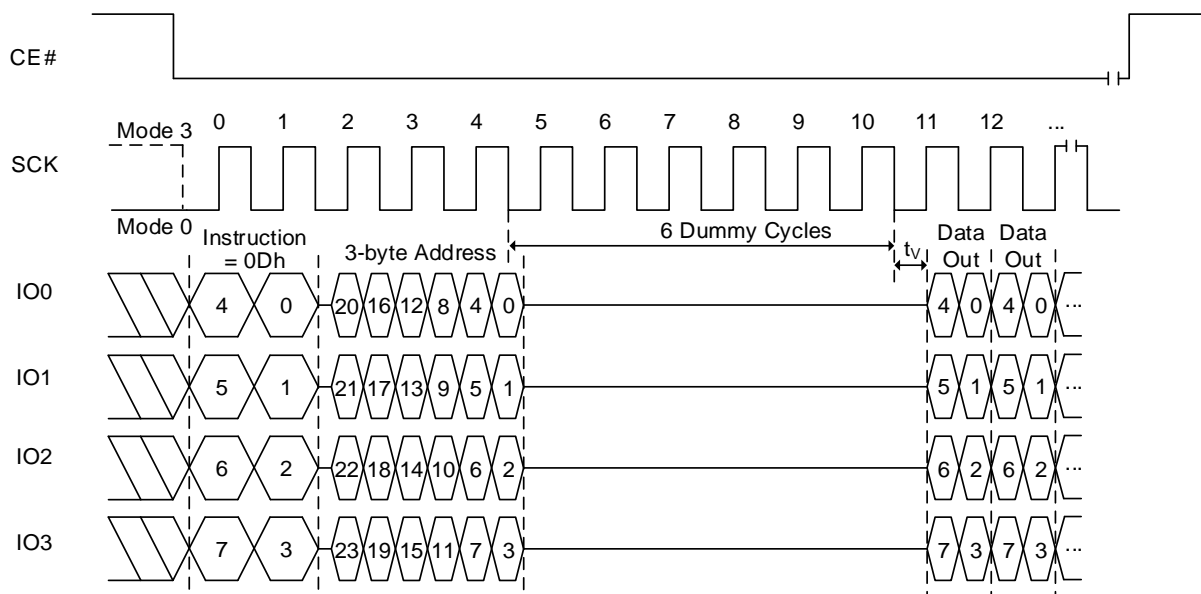 CE#
0 1 2 3 4 5 6 7 8 9 10 11 12 ...
Mode 3
SCK
Mode 0
Instruction
= 0Dh
3-byte Address
6 Dummy Cycles
tV
Data
Out
Data
Out
IO0 4 0 20 16 12 8 4 0 4 0 4 0 ...
IO1 5 1 21 17 13 9 5 1 5 1 5 1 ...
IO2 6 2 22 18 14 10 6 2 6 2 6 2 ...
IO3 7 3 23 19 15 11 7 3 7 3 7 3 ...